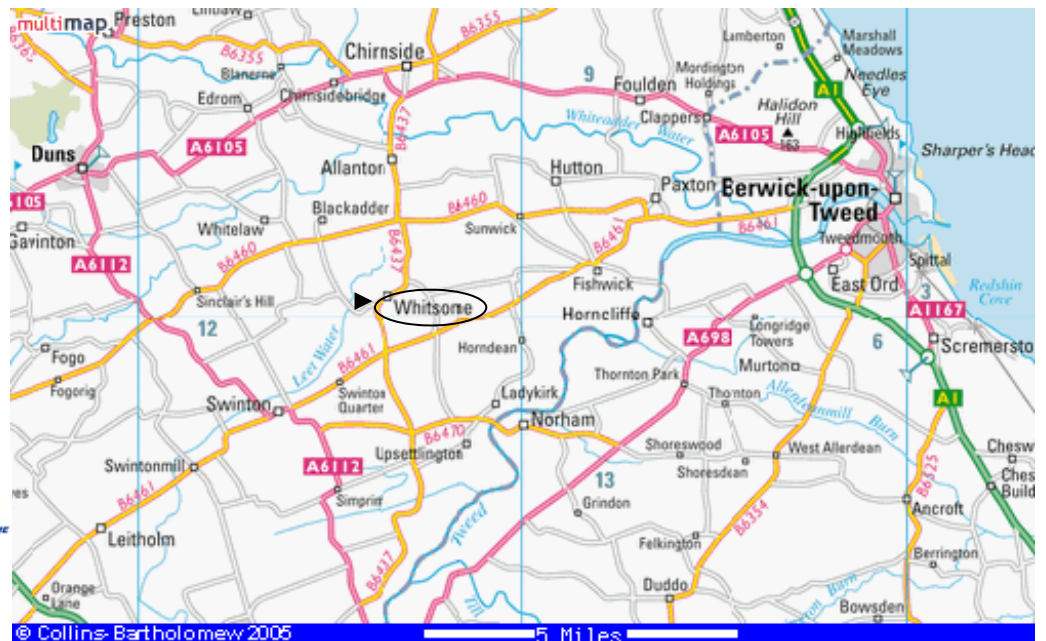 multimap
Preston
B6355
B6355
Chirnside
Lamberton
Marshall
Meadows
Blanerne
Chirnsidebridge
9
Foulden
Mordington
Holdings
Needles
Eye
A1
Edrom
B6437
Whiteadder Water
Clappers
Halidon
Hill
163
A6105
Highfields
A6105
Duns
Allanton
Hutton
Sharper's Head
Paxton
Berwick-upon-
Tweed
Blackadder
B6460
Whitelaw
Sunwick
B6461
B6461
Tweedmouth
Gavinton
A6112
B6460
B6437
Spittal
Sinclair's Hill
Whitsome
Fishwick
East Ord
Redshin
Cove
3
12
Horncliffe
A1167
Leet Water
A698
Longridge
Towers
6
Scremerston
Fogo
B6461
Horndean
Murton
Fogorig
Swinton
Quarter
Thornton Park
Thornton
Allerdeanmill Burn
A1
Swinton
Ladykirk
Norham
B6470
Upsettlington
Shoreswood
West Allerdean
Swintonmill
A6112
Shoresdean
13
Simprim
Grindon
B6525
B6461
Ancroft
Leitholm
Tweed
B6354
Felkington
Berrington
Orange
Lane
B6437
Till
Duddo
Bowsden
© Collins-Bartholomew 2005
5 Miles